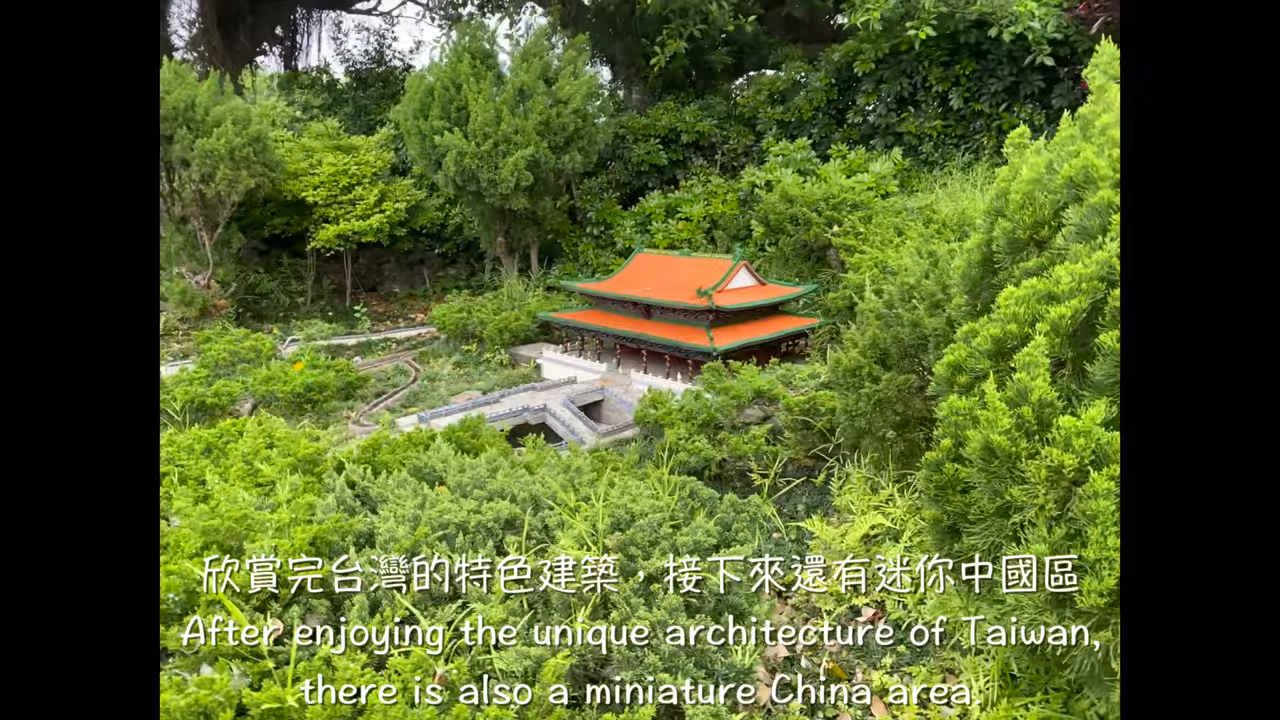 欣賞完台灣的特色建築，接下來還有迷你中國區
After enjoying the unique architecture of Taiwan,
there is also a miniature China area.